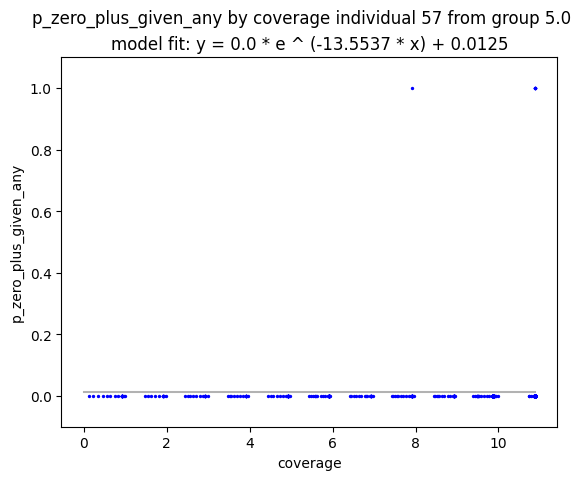 p_zero_plus_given_any by coverage individual 57 from group 5.0
model fit: y = 0.0 * e ^ (-13.5537 * x) + 0.0125
1.0
0.8
0.6
0.4
0.2
0.0
p_zero_plus_given_any
0 2 4 6 8 10
coverage